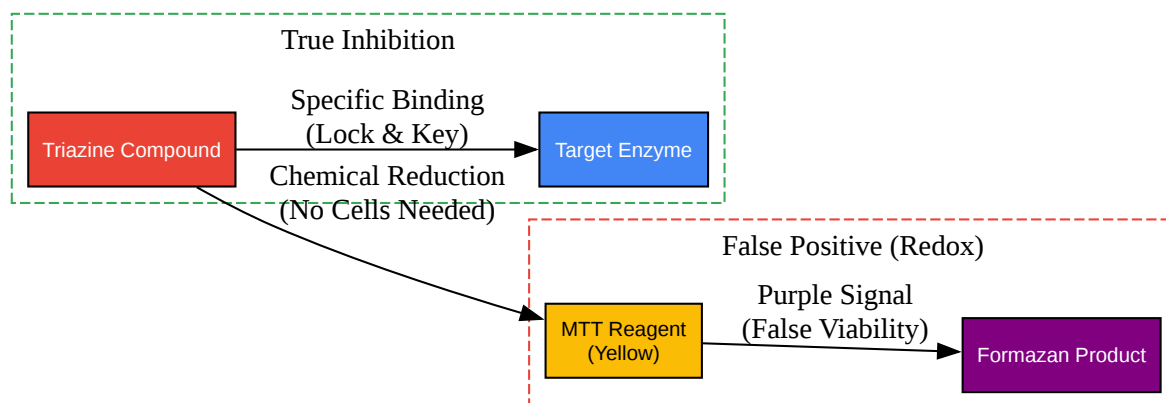 True Inhibition
Specific Binding
(Lock & Key)
Triazine Compound
Target Enzyme
Chemical Reduction
(No Cells Needed)
False Positive (Redox)
Purple Signal
(False Viability)
MTT Reagent
(Yellow)
Formazan Product